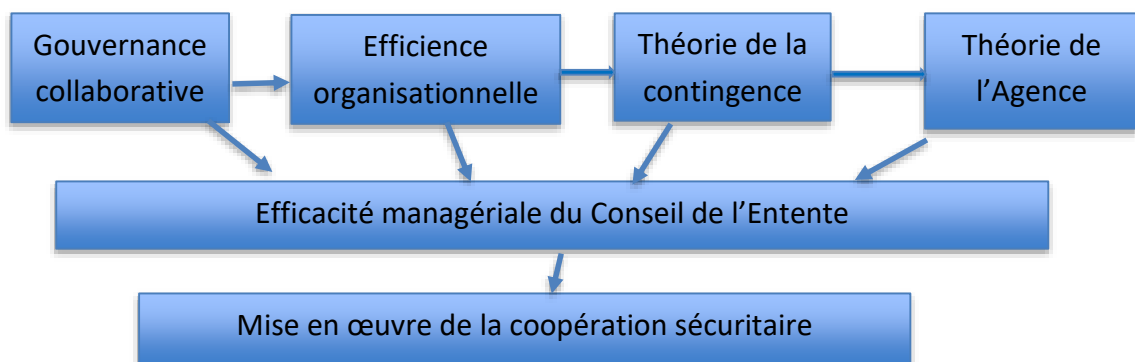 Gouvernance
collaborative
Efficience
organisationnelle
Théorie de la
contingence
Théorie de
l’Agence
Efficacité managériale du Conseil de l’Entente
Mise en œuvre de la coopération sécuritaire